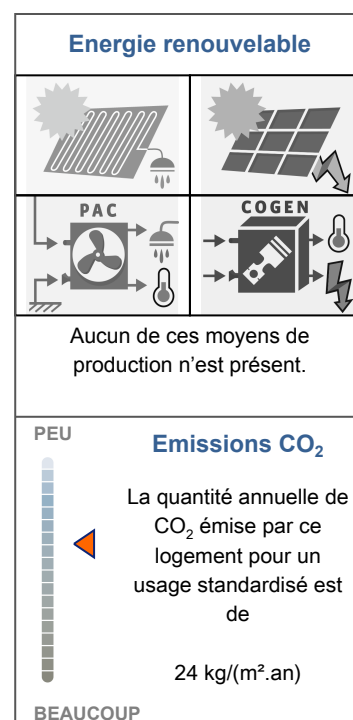 Energie renouvelable
PAC
COGEN
Aucun de ces moyens de
production n’est présent.
PEU
Emissions CO₂
La quantité annuelle de
CO₂ émise par ce
logement pour un
usage standardisé est
de
24 kg/(m².an)
BEAUCOUP